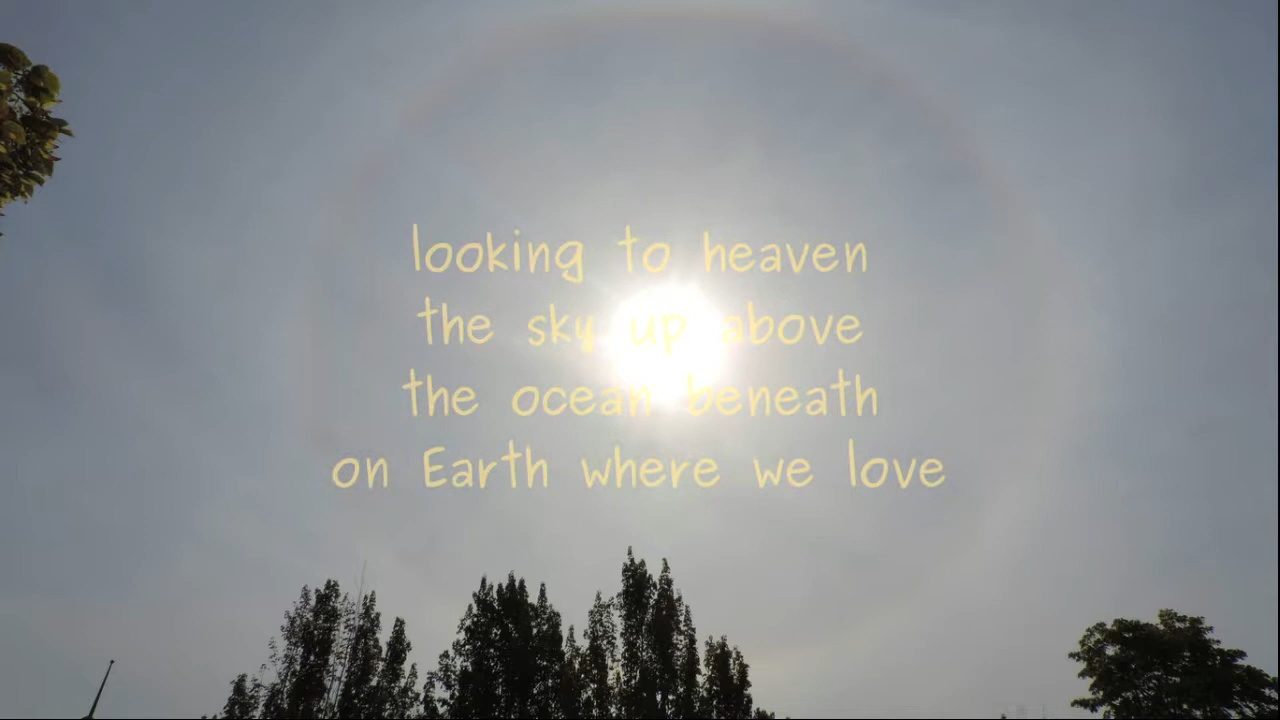 looking to heaven
the sky up above
the ocean beneath
on Earth where we love